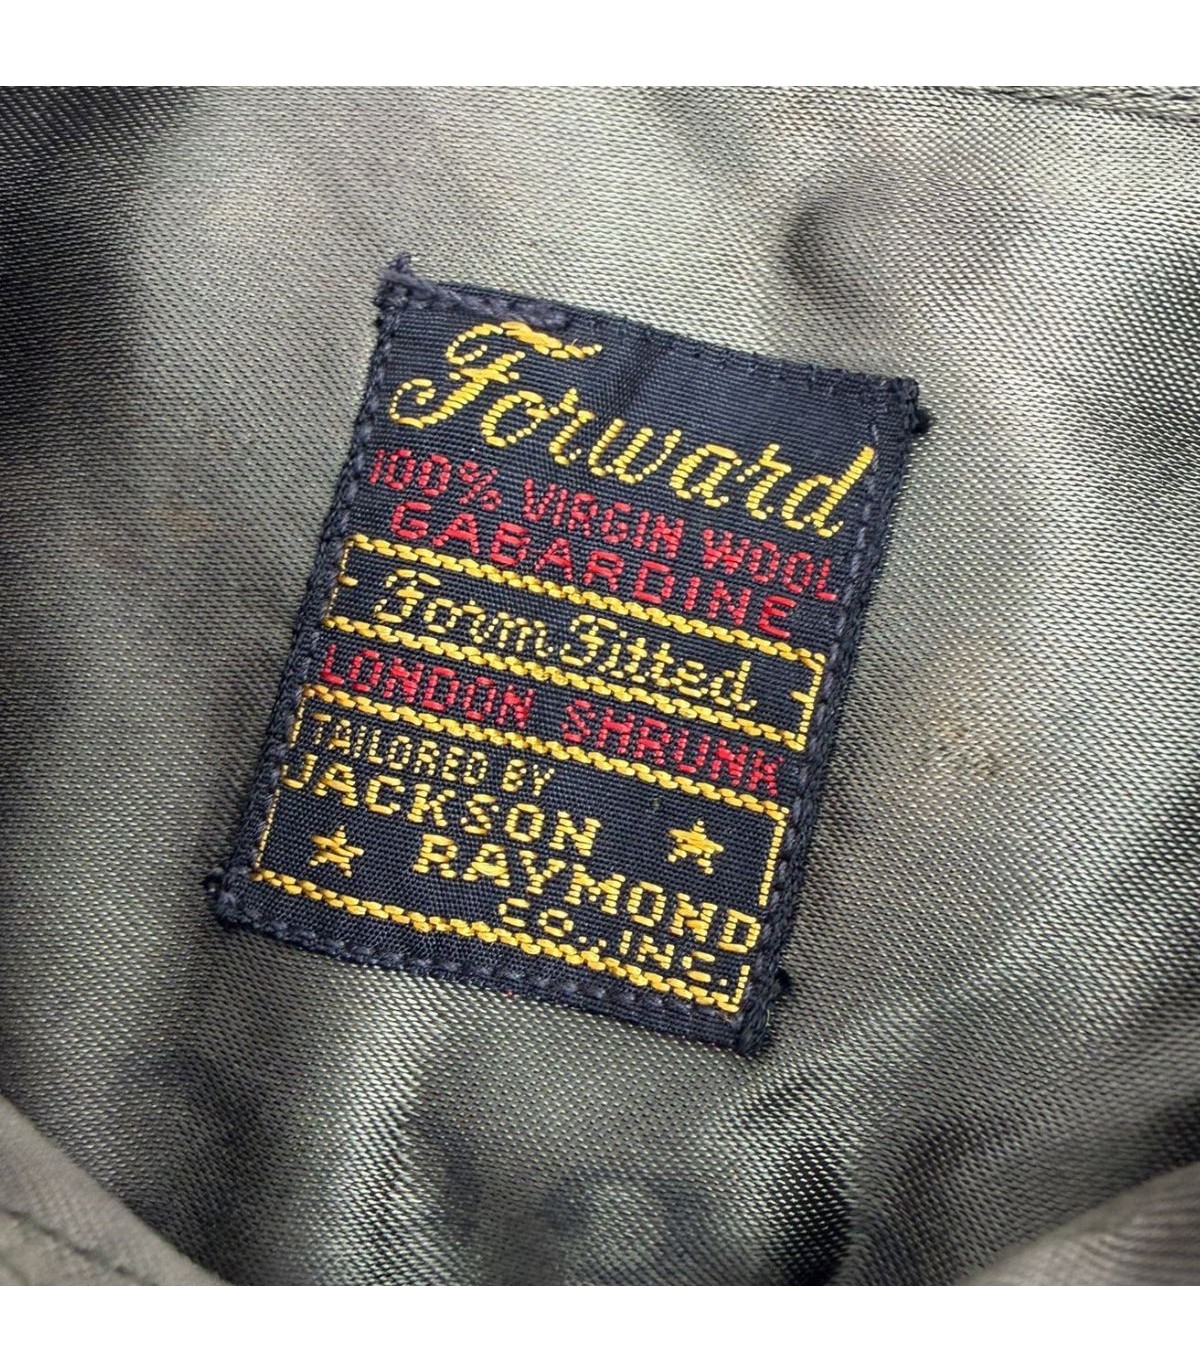 Forward
100% VIRGIN WOOL
GABARDINE
Form Fitted
LONDON SHRUNK
TAILORED BY
JACKSON
RAYMOND
CO., INC.